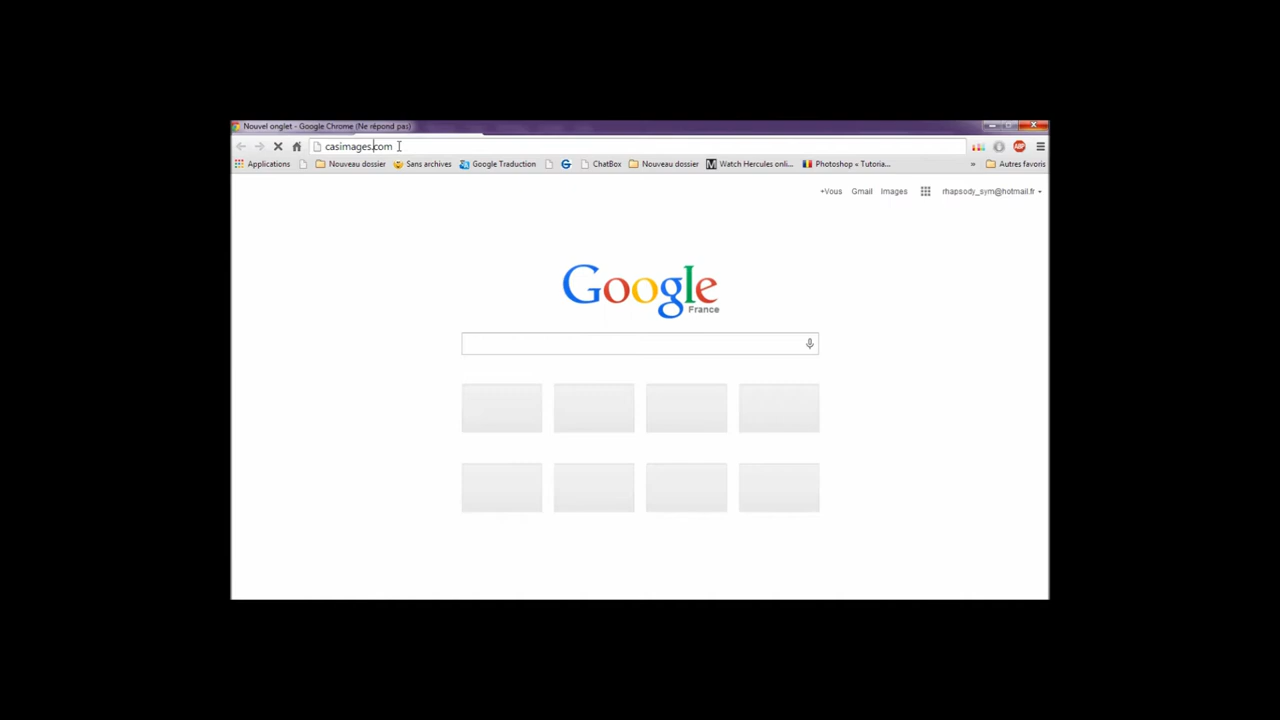 Nouvel onglet - Google Chrome (Ne répond pas)
casimages.com
Applications Nouveau dossier Sans archives Google Traduction ChatBox Nouveau dossier Watch Hercules onli... Photoshop « Tutoria... » Autres favoris
+Vous Gmail Images rhapsody_sym@hotmail.fr
Google
France